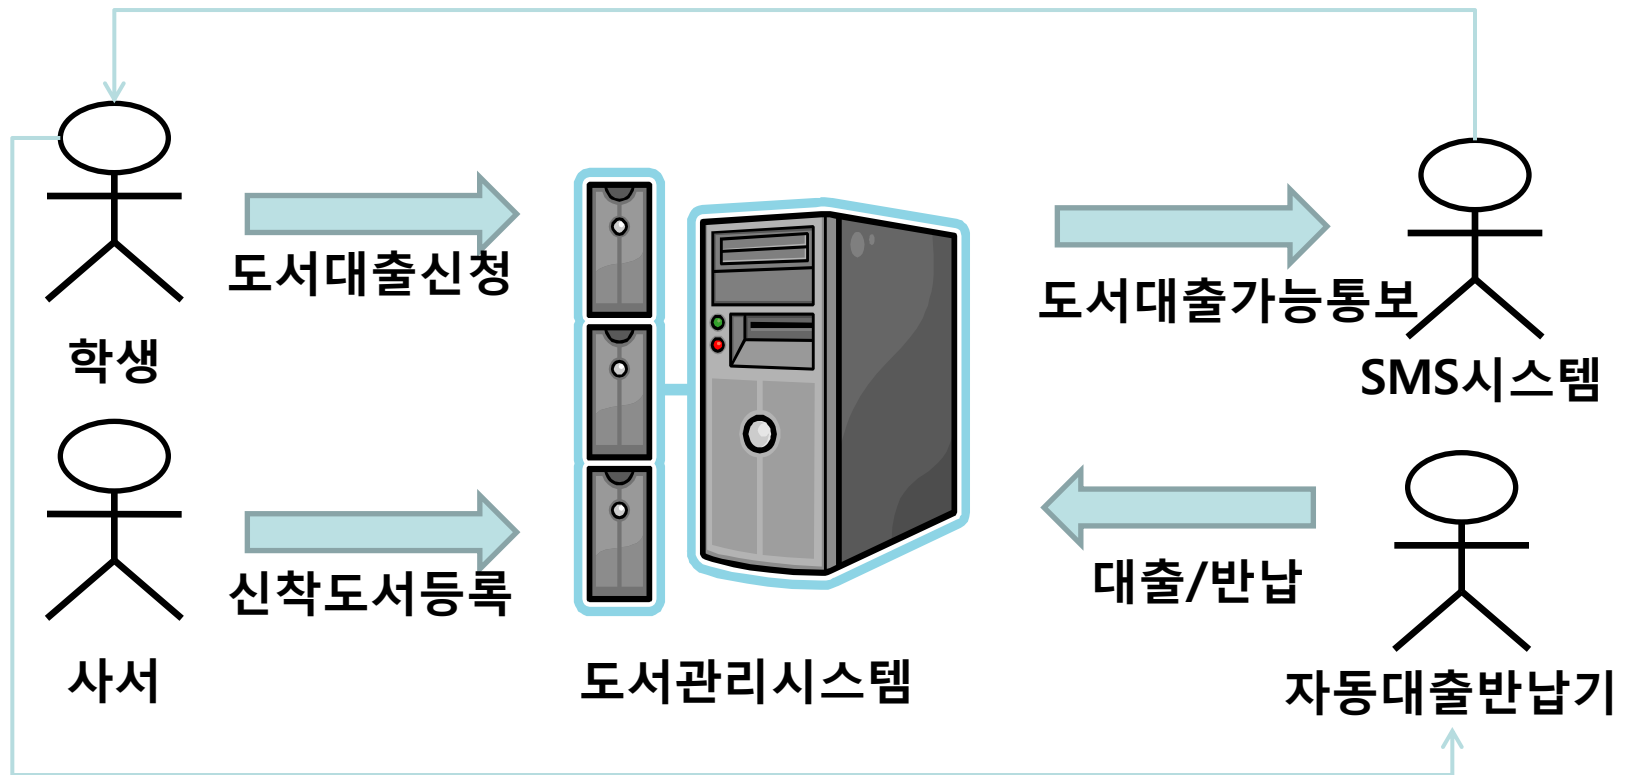 도서대출신청
학생
도서대출가능통보
SMS시스템
신착도서등록
사서
도서관리시스템
대출/반납
자동대출반납기